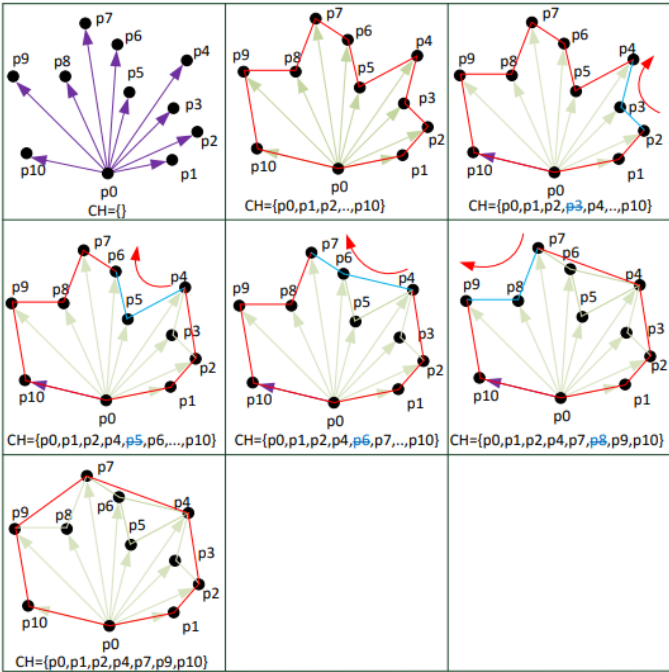 p7
p6
p4
p9
p8
p5
p3
p2
p10
p1
p0
CH={}
p7
p6
p4
p9
p8
p5
p3
p2
p10
p1
p0
CH={p0,p1,p2,..,p10}
p7
p6
p4
p9
p8
p5
p3
p2
p10
p1
p0
CH={p0,p1,p2,p3,p4,..,p10}
p7
p6
p4
p9
p8
p5
p3
p2
p10
p1
p0
CH={p0,p1,p2,p4,p5,p6,...,p10}
p7
p6
p4
p9
p8
p5
p3
p2
p10
p1
p0
CH={p0,p1,p2,p4,p6,p7,..,p10}
p7
p6
p4
p9
p8
p5
p3
p2
p10
p1
p0
CH={p0,p1,p2,p4,p7,p8,p9,p10}
p7
p6
p4
p9
p8
p5
p3
p2
p10
p1
p0
CH={p0,p1,p2,p4,p7,p9,p10}